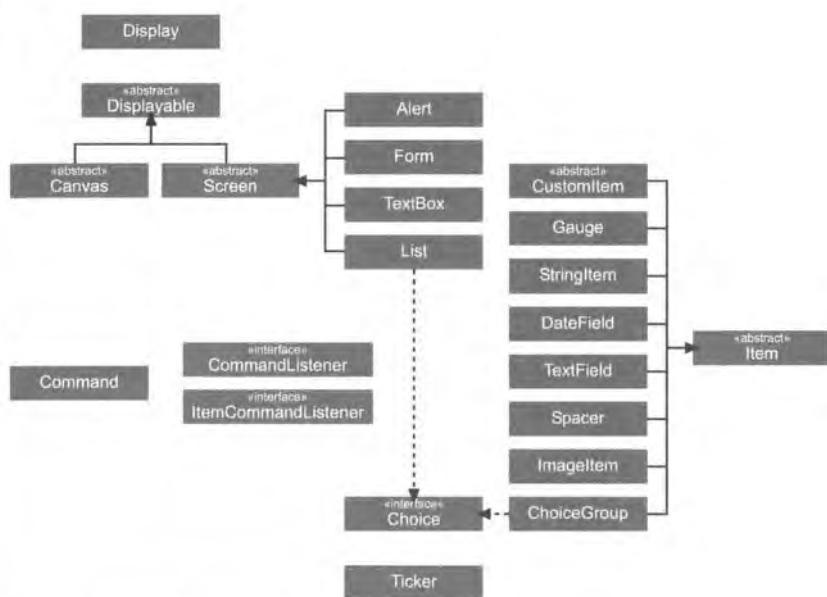 Display
«abstract»
Displayable
«abstract»
Canvas
«abstract»
Screen
Alert
Form
TextBox
List
«abstract»
CustomItem
Gauge
StringItem
DateField
TextField
Spacer
ImageItem
ChoiceGroup
«abstract»
Item
Command
«interface»
CommandListener
«interface»
ItemCommandListener
«interface»
Choice
Ticker